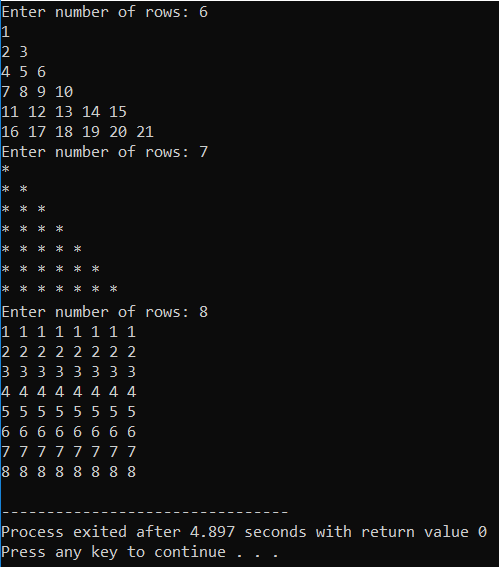 Enter number of rows: 6
1
2 3
4 5 6
7 8 9 10
11 12 13 14 15
16 17 18 19 20 21
Enter number of rows: 7
*
* *
* * *
* * * *
* * * * *
* * * * * *
* * * * * * *
Enter number of rows: 8
1 1 1 1 1 1 1 1
2 2 2 2 2 2 2 2
3 3 3 3 3 3 3 3
4 4 4 4 4 4 4 4
5 5 5 5 5 5 5 5
6 6 6 6 6 6 6 6
7 7 7 7 7 7 7 7
8 8 8 8 8 8 8 8
--------------------------------
Process exited after 4.897 seconds with return value 0
Press any key to continue . . .